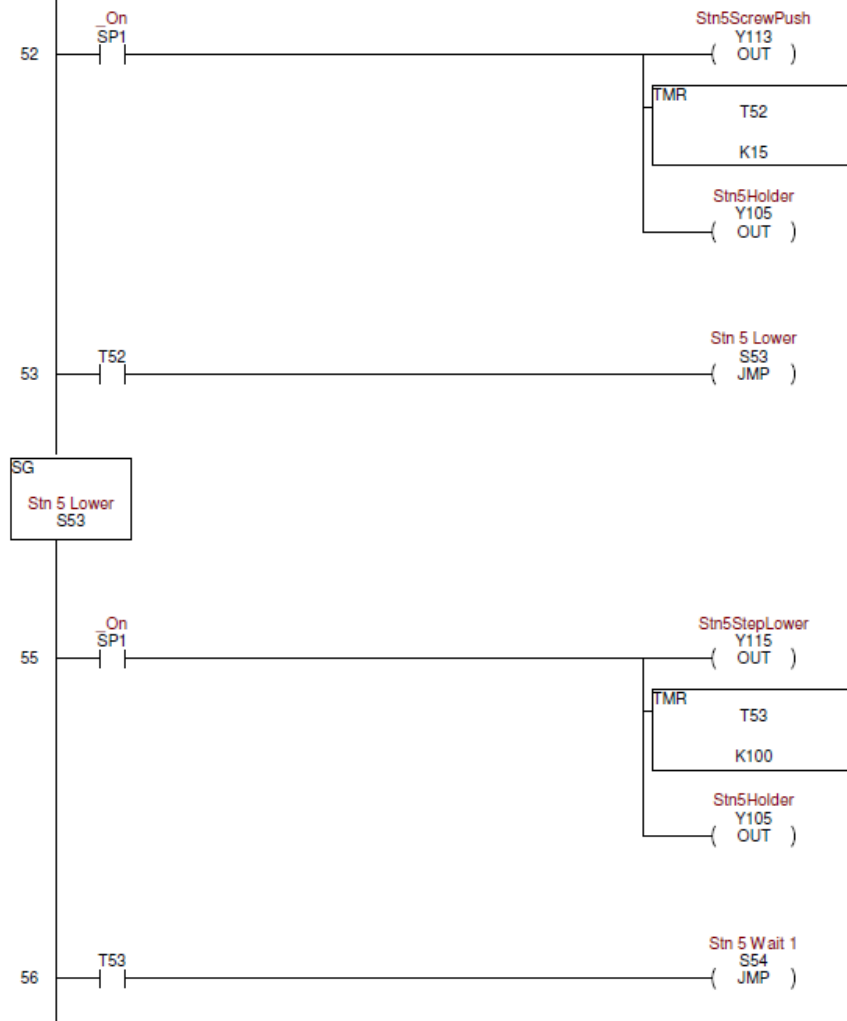 _On
SP1
Stn5ScrewPush
Y113
52
( OUT )
TMR
T52
K15
Stn5Holder
Y105
( OUT )
Stn 5 Lower
T52
S53
53
( JMP )
SG
Stn 5 Lower
S53
_On
SP1
Stn5StepLower
Y115
55
( OUT )
TMR
T53
K100
Stn5Holder
Y105
( OUT )
Stn 5 Wait 1
T53
S54
56
( JMP )